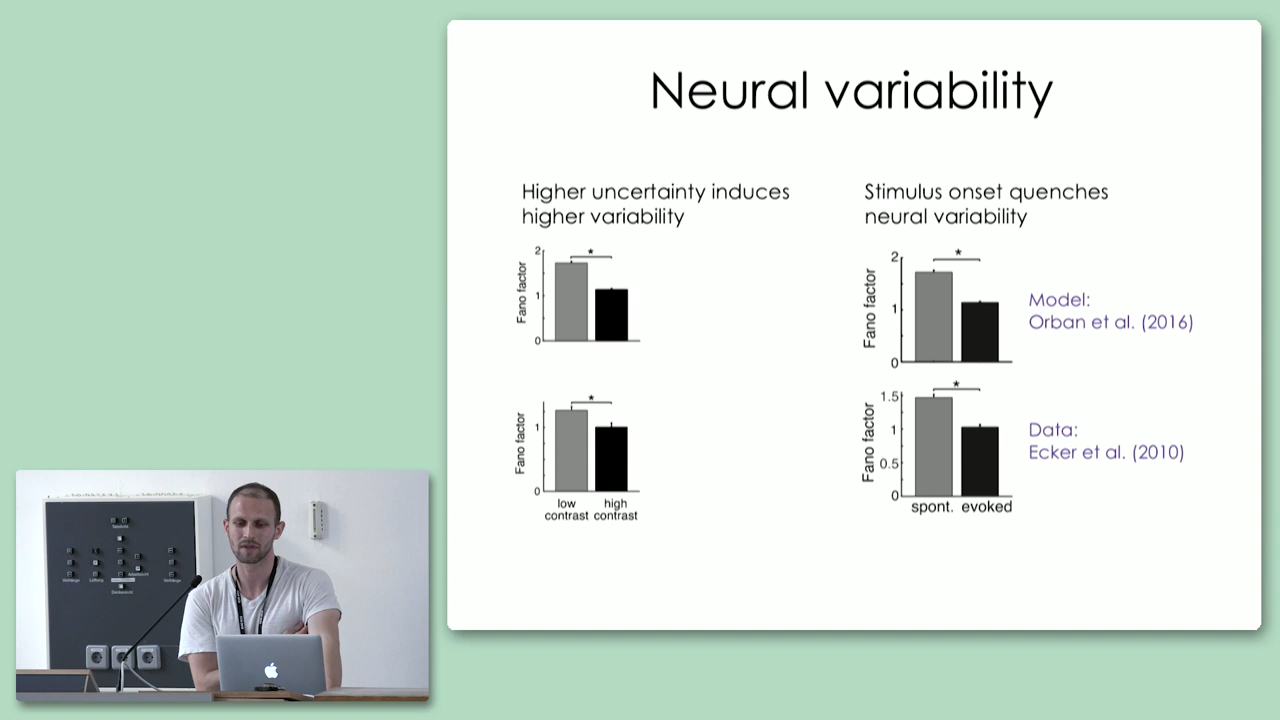 Neural variability
Higher uncertainty induces
higher variability
2
*
Fano factor
1
0
*
Fano factor
1
0
low
contrast
high
contrast
Stimulus onset quenches
neural variability
2
*
Fano factor
1
0
Model:
Orban et al. (2016)
*
1.5
Fano factor
1
0.5
0
spont. evoked
Data:
Ecker et al. (2010)